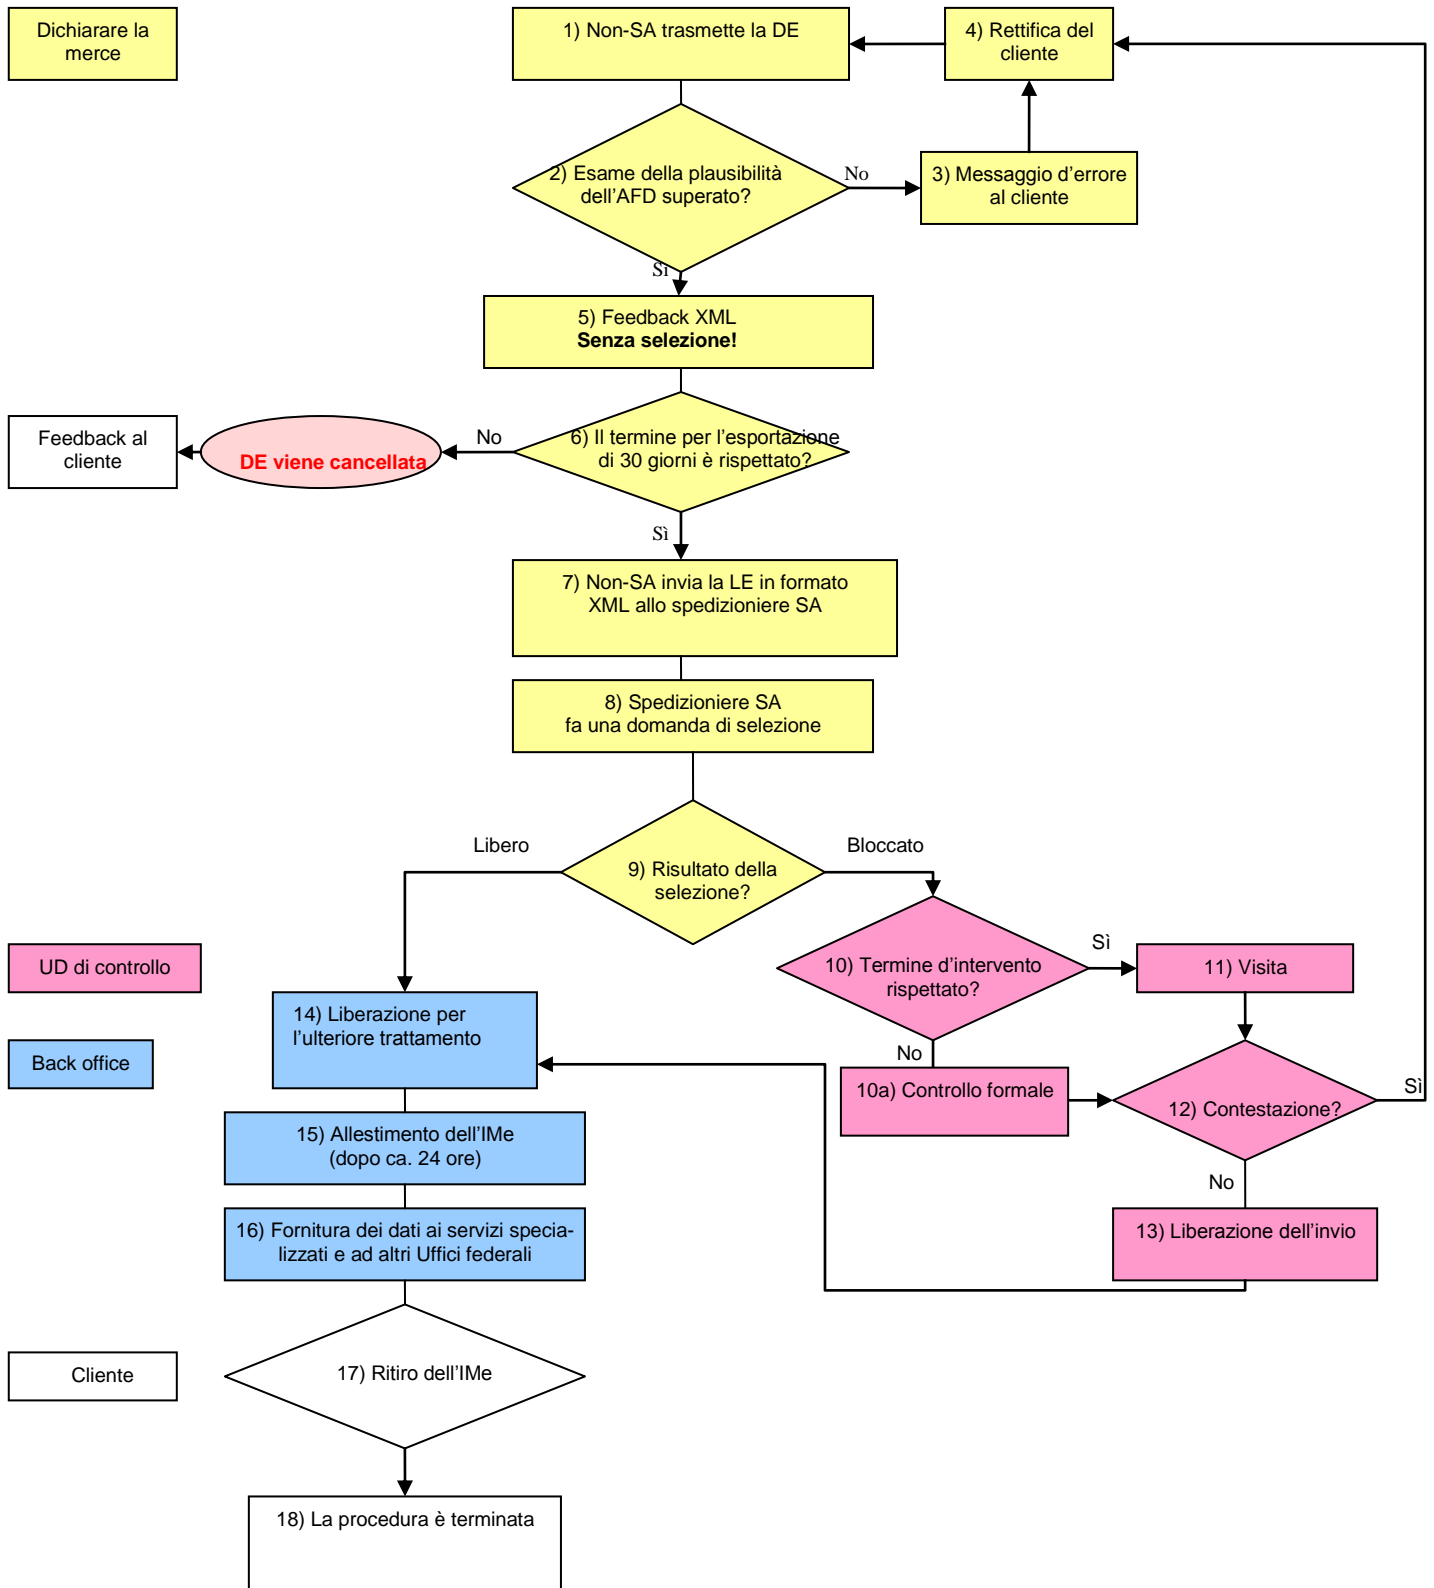 Dichiarare la
merce
1) Non-SA trasmette la DE
4) Rettifica del
cliente
2) Esame della plausibilità
dell'AFD superato?
No
3) Messaggio d'errore
al cliente
Sì
5) Feedback XML
Senza selezione!
Feedback al
cliente
DE viene cancellata
No
6) Il termine per l'esportazione
di 30 giorni è rispettato?
Sì
7) Non-SA invia la LE in formato
XML allo spedizioniere SA
8) Spedizioniere SA
fa una domanda di selezione
Libero
9) Risultato della
selezione?
Bloccato
UD di controllo
10) Termine d'intervento
rispettato?
Sì
11) Visita
14) Liberazione per
l'ulteriore trattamento
Back office
No
10a) Controllo formale
12) Contestazione?
Sì
15) Allestimento dell'IMe
(dopo ca. 24 ore)
No
16) Fornitura dei dati ai servizi specia-
lizzati e ad altri Uffici federali
13) Liberazione dell'invio
Cliente
17) Ritiro dell'IMe
18) La procedura è terminata